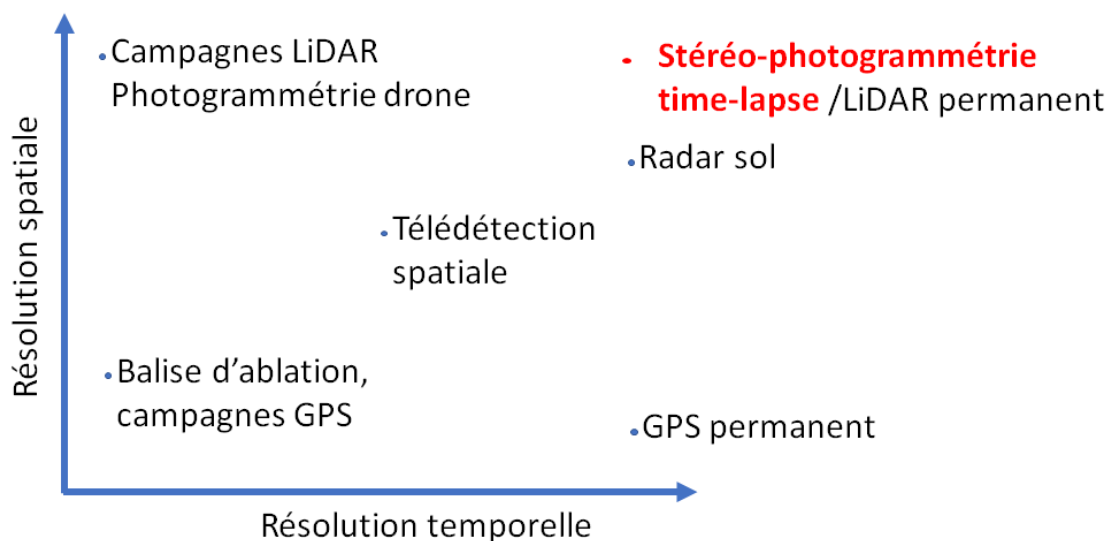 Campagnes LiDAR
Photogrammétrie drone
Stéréo-photogrammétrie
time-lapse /LiDAR permanent
Radar sol
Télédétection
spatiale
Balise d’ablation,
campagnes GPS
GPS permanent
Résolution spatiale
Résolution temporelle